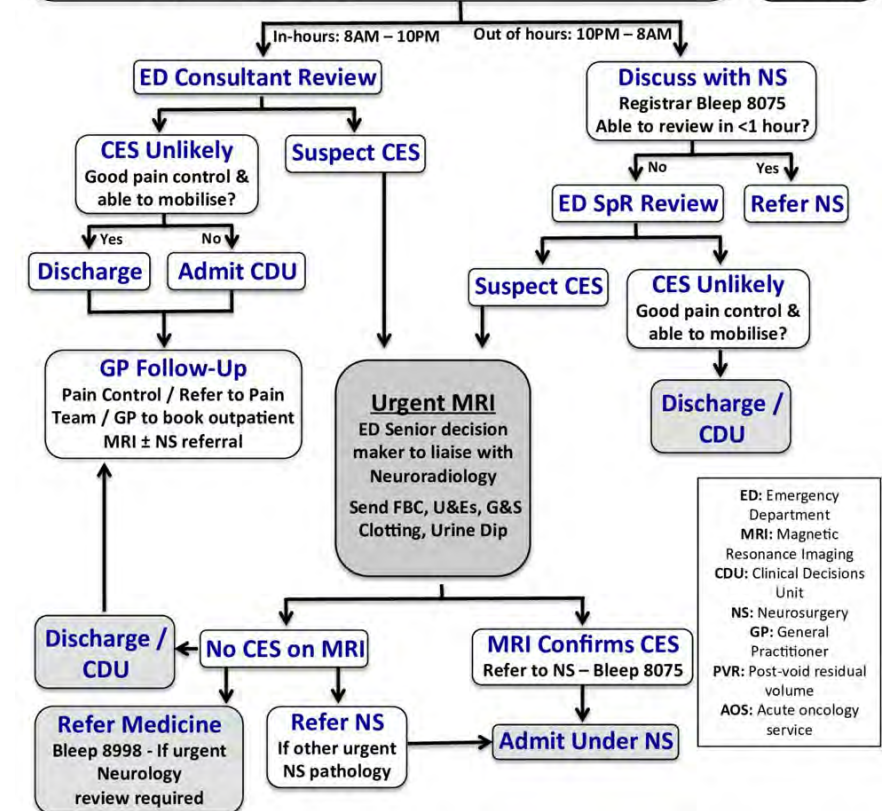 In-hours: 8AM – 10PM
Out of hours: 10PM – 8AM
ED Consultant Review
Discuss with NS
Registrar Bleep 8075
Able to review in <1 hour?
CES Unlikely
Good pain control &
able to mobilise?
Suspect CES
No
Yes
ED SpR Review
Refer NS
Yes
No
Discharge
Admit CDU
Suspect CES
CES Unlikely
Good pain control &
able to mobilise?
GP Follow-Up
Pain Control / Refer to Pain
Team / GP to book outpatient
MRI ± NS referral
Urgent MRI
ED Senior decision
maker to liaise with
Neuroradiology
Send FBC, U&Es, G&S
Clotting, Urine Dip
Discharge /
CDU
ED: Emergency
Department
MRI: Magnetic
Resonance Imaging
CDU: Clinical Decisions
Unit
NS: Neurosurgery
GP: General
Practitioner
PVR: Post-void residual
volume
AOS: Acute oncology
service
Discharge /
CDU
No CES on MRI
MRI Confirms CES
Refer to NS – Bleep 8075
Refer Medicine
Bleep 8998 - If urgent
Neurology
review required
Refer NS
If other urgent
NS pathology
Admit Under NS